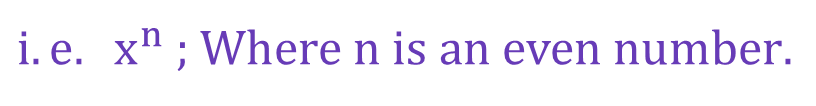 i. e. xⁿ ; Where n is an even number.